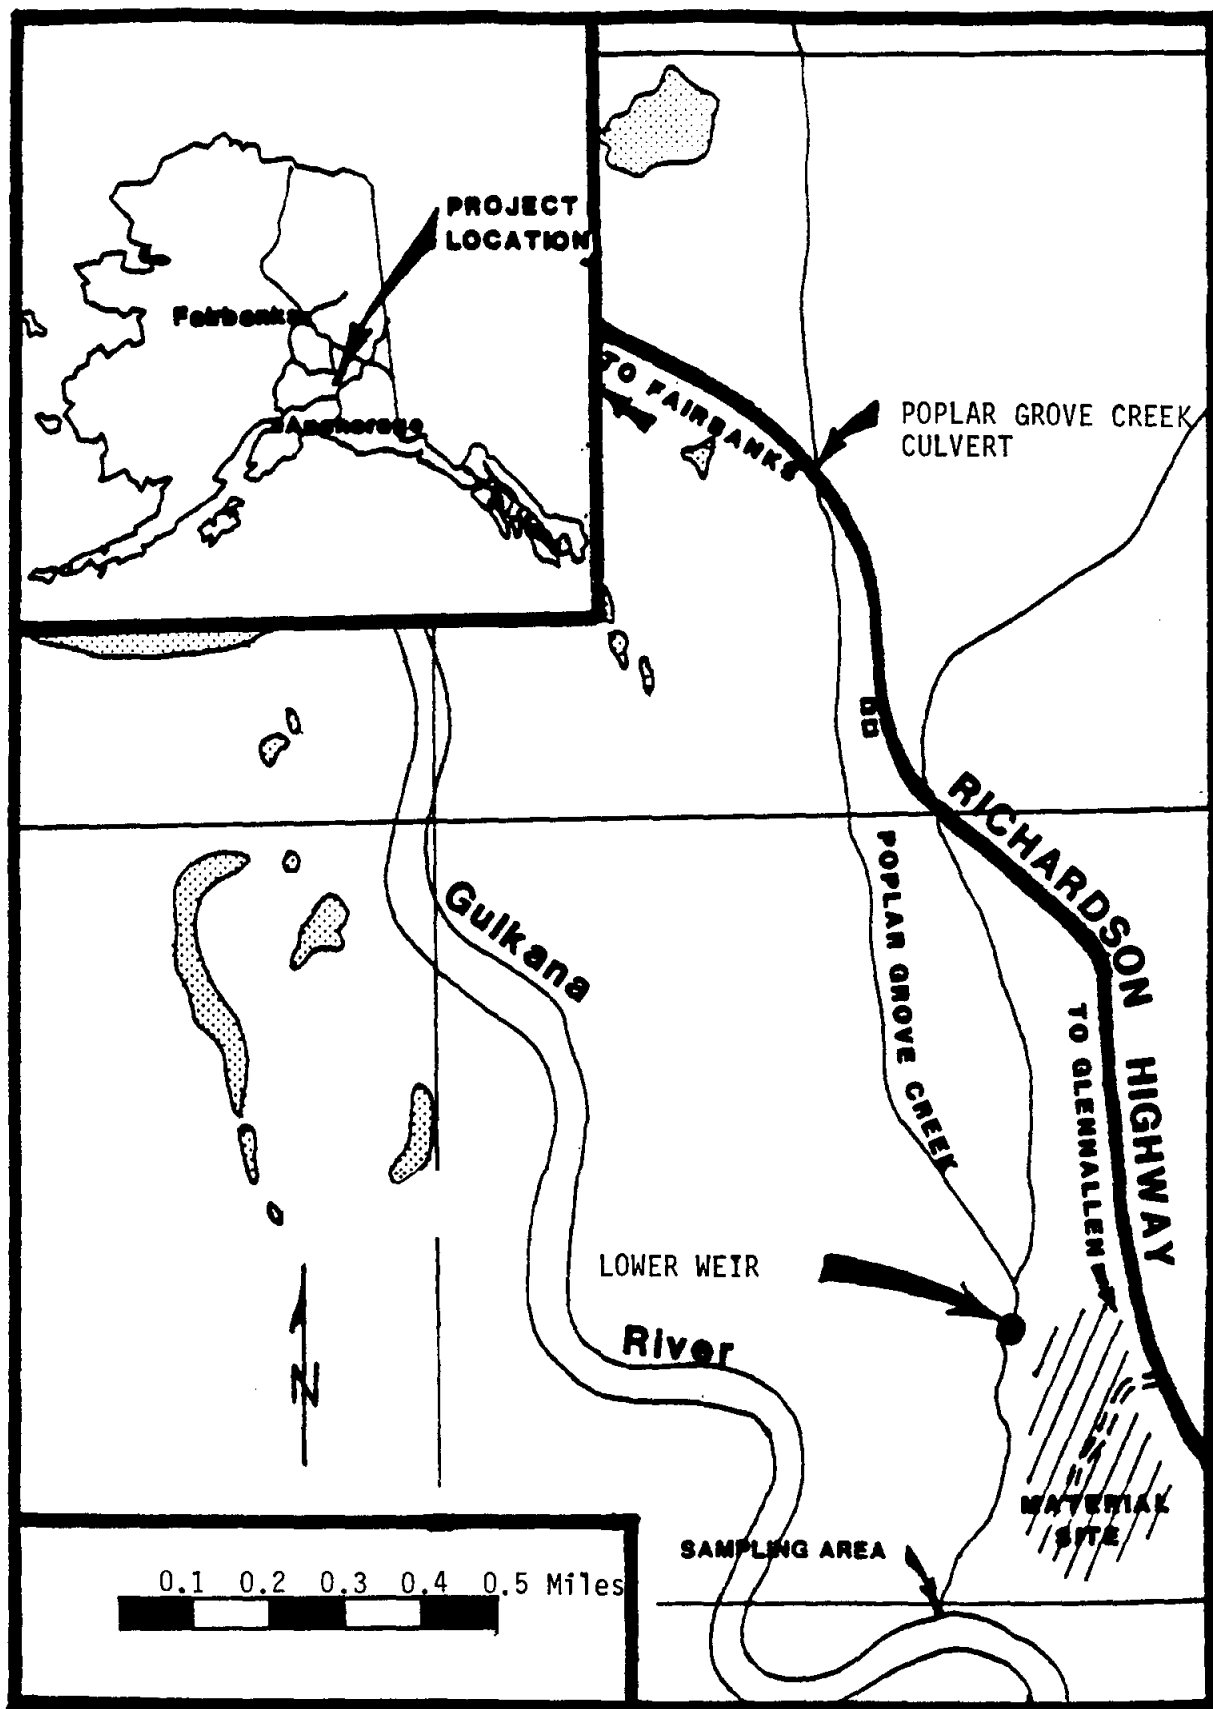 PROJECT
LOCATION
Fairbanks
Anchorage
TO FAIRBANKS
POPLAR GROVE CREEK
CULVERT
RICHARDSON HIGHWAY
POPLAR GROVE CREEK
Gulkana
River
TO GLENNALLEN
LOWER WEIR
N
MATERIAL
SITE
SAMPLING AREA
0.1 0.2 0.3 0.4 0.5 Miles